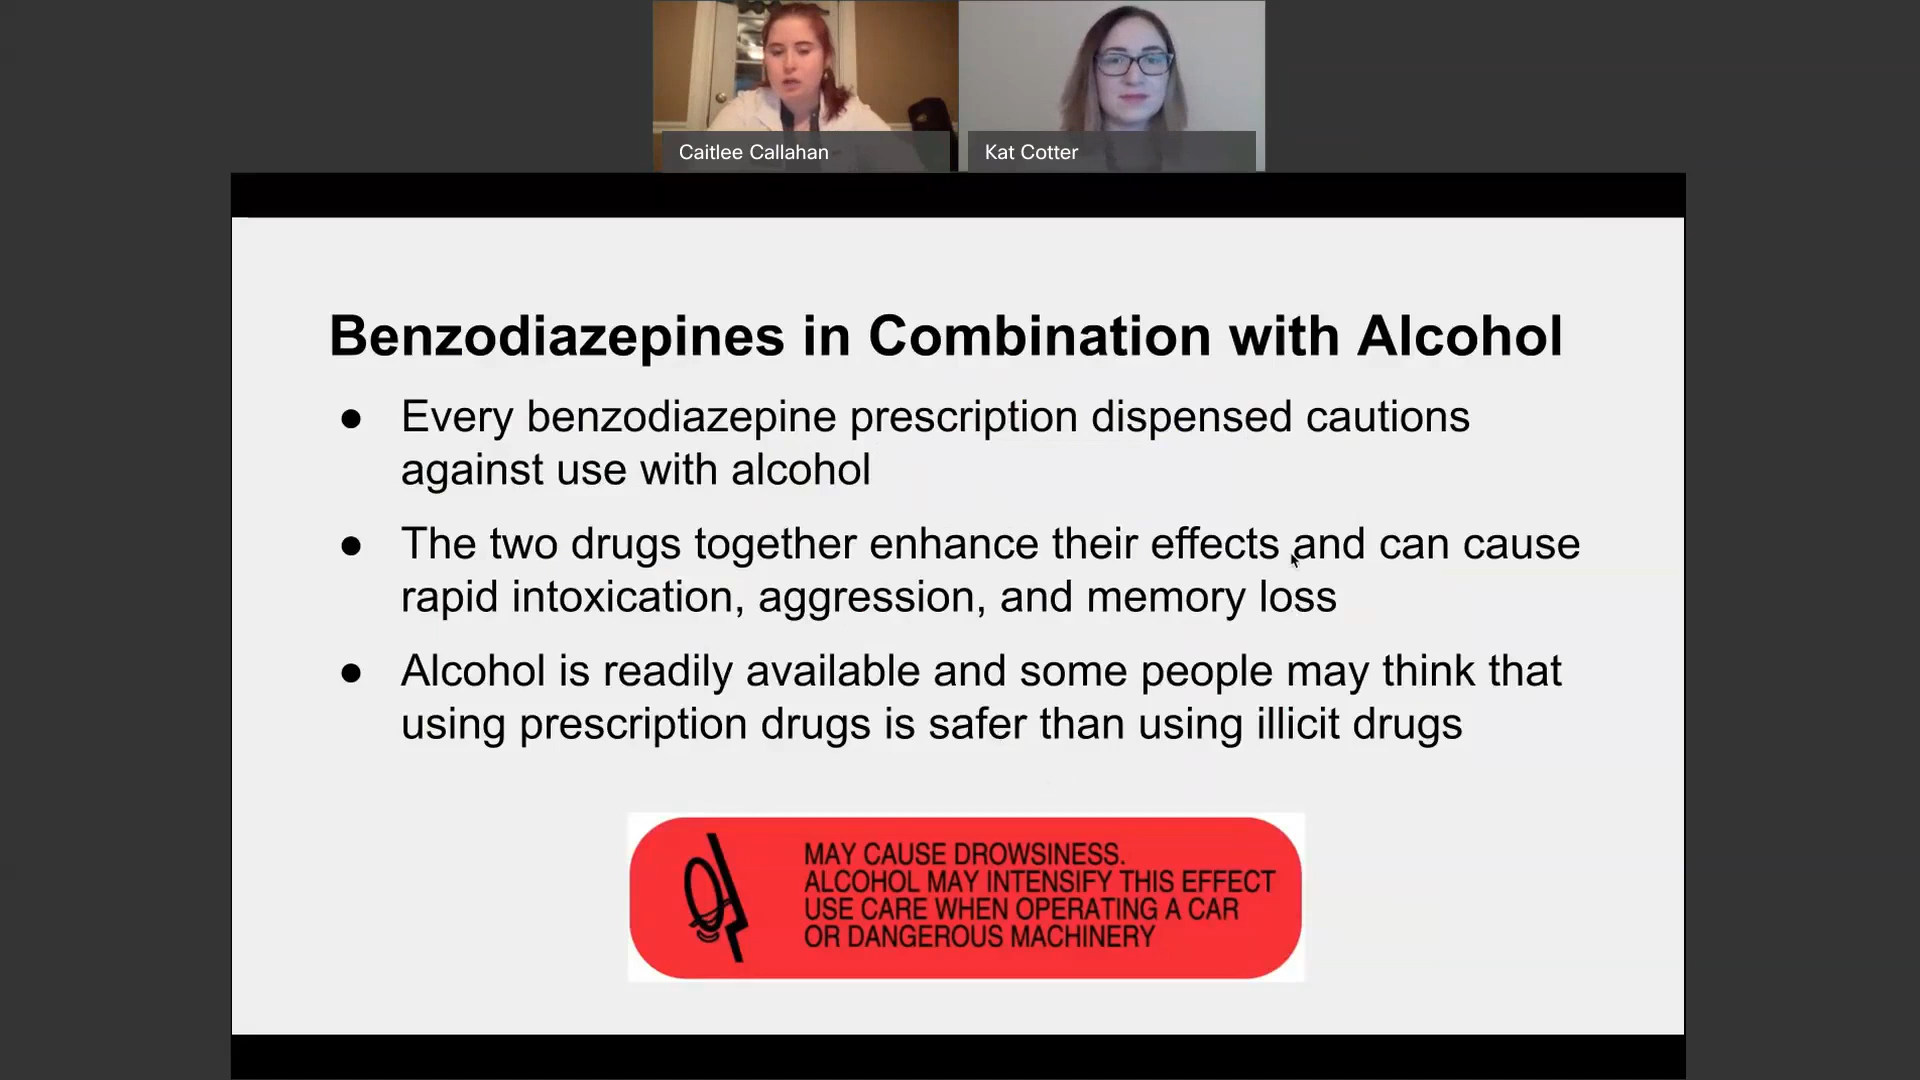 Caitlee Callahan
Kat Cotter
Benzodiazepines in Combination with Alcohol
● Every benzodiazepine prescription dispensed cautions
against use with alcohol
● The two drugs together enhance their effects and can cause
rapid intoxication, aggression, and memory loss
● Alcohol is readily available and some people may think that
using prescription drugs is safer than using illicit drugs
MAY CAUSE DROWSINESS.
ALCOHOL MAY INTENSIFY THIS EFFECT
USE CARE WHEN OPERATING A CAR
OR DANGEROUS MACHINERY